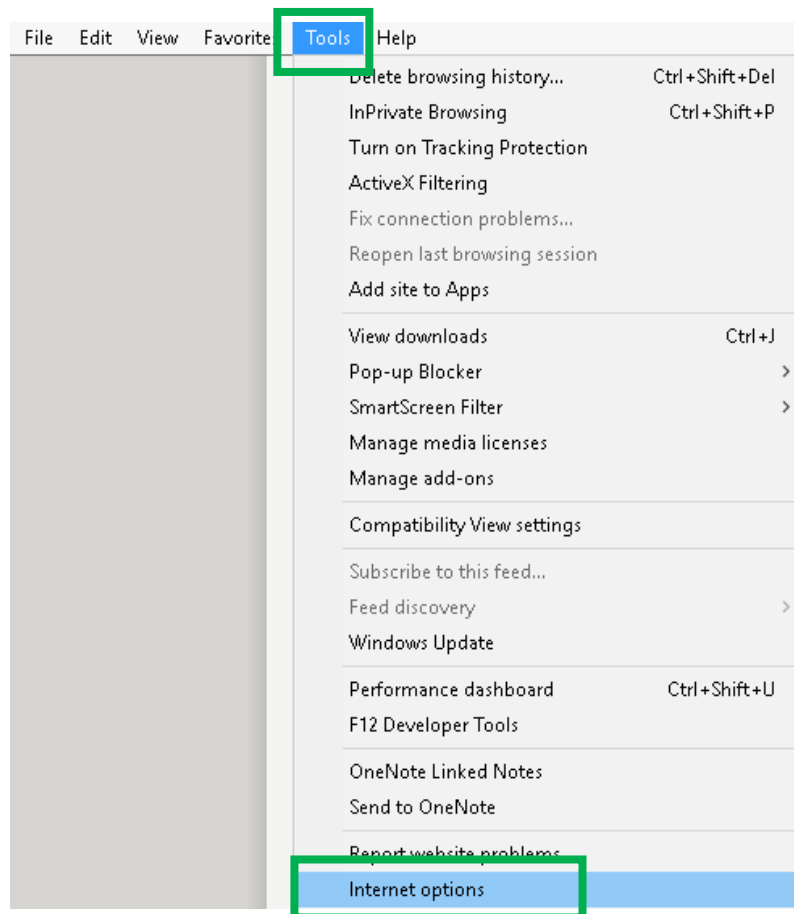 File Edit View Favorite Tools Help
Delete browsing history... Ctrl+Shift+Del
InPrivate Browsing Ctrl+Shift+P
Turn on Tracking Protection
ActiveX Filtering
Fix connection problems...
Reopen last browsing session
Add site to Apps
View downloads Ctrl+J
Pop-up Blocker >
SmartScreen Filter >
Manage media licenses
Manage add-ons
Compatibility View settings
Subscribe to this feed...
Feed discovery >
Windows Update
Performance dashboard Ctrl+Shift+U
F12 Developer Tools
OneNote Linked Notes
Send to OneNote
Report website problems
Internet options